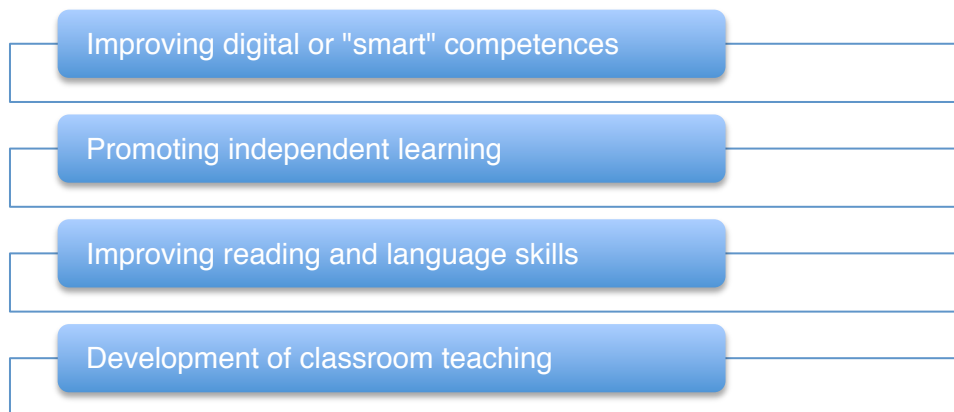 Improving digital or "smart" competences
Promoting independent learning
Improving reading and language skills
Development of classroom teaching